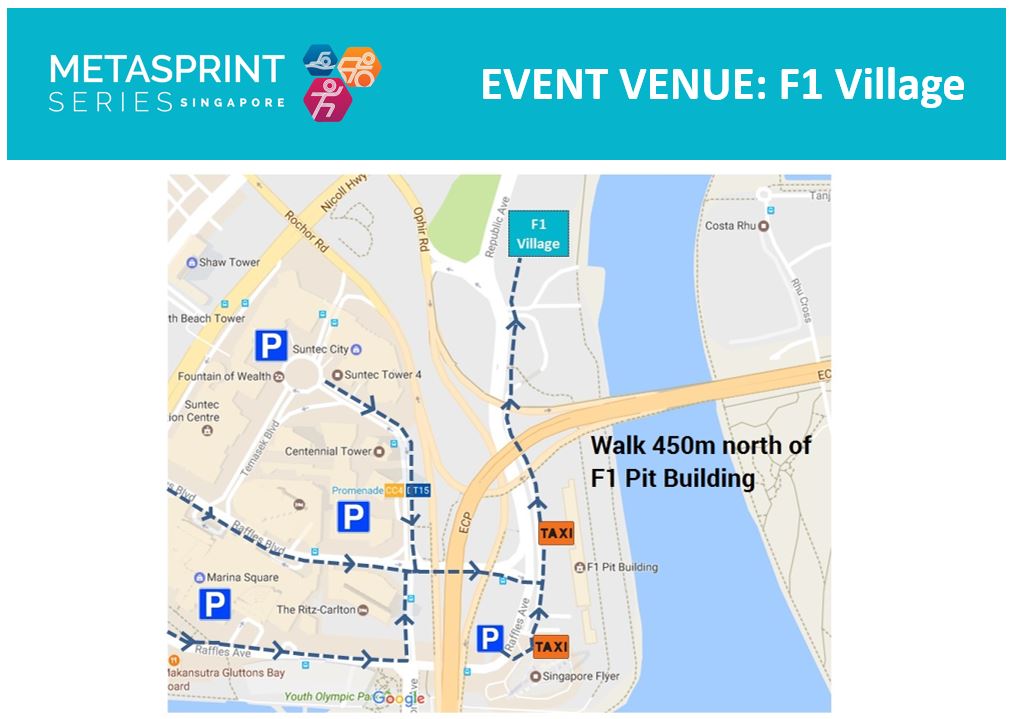 METASPRINT
SERIES SINGAPORE
EVENT VENUE: F1 Village
Nicoll Hwy
Rochor Rd
Ophir Rd
Republic Ave
F1
Village
Tanj
Costa Rhu
Rhu Cross
Shaw Tower
th Beach Tower
P
Suntec City
Fountain of Wealth
Suntec Tower 4
EC
Suntec
ion Centre
Temasek Blvd
Centennial Tower
Walk 450m north of
F1 Pit Building
Promenade CC4 DT15
s Blvd
P
ECP
Raffles Blvd
TAXI
F1 Pit Building
Marina Square
P
The Ritz-Carlton
Raffles Ave
P
Raffles Ave
TAXI
Makansutra Gluttons Bay
oard
Singapore Flyer
Youth Olympic Pa
Google
ve